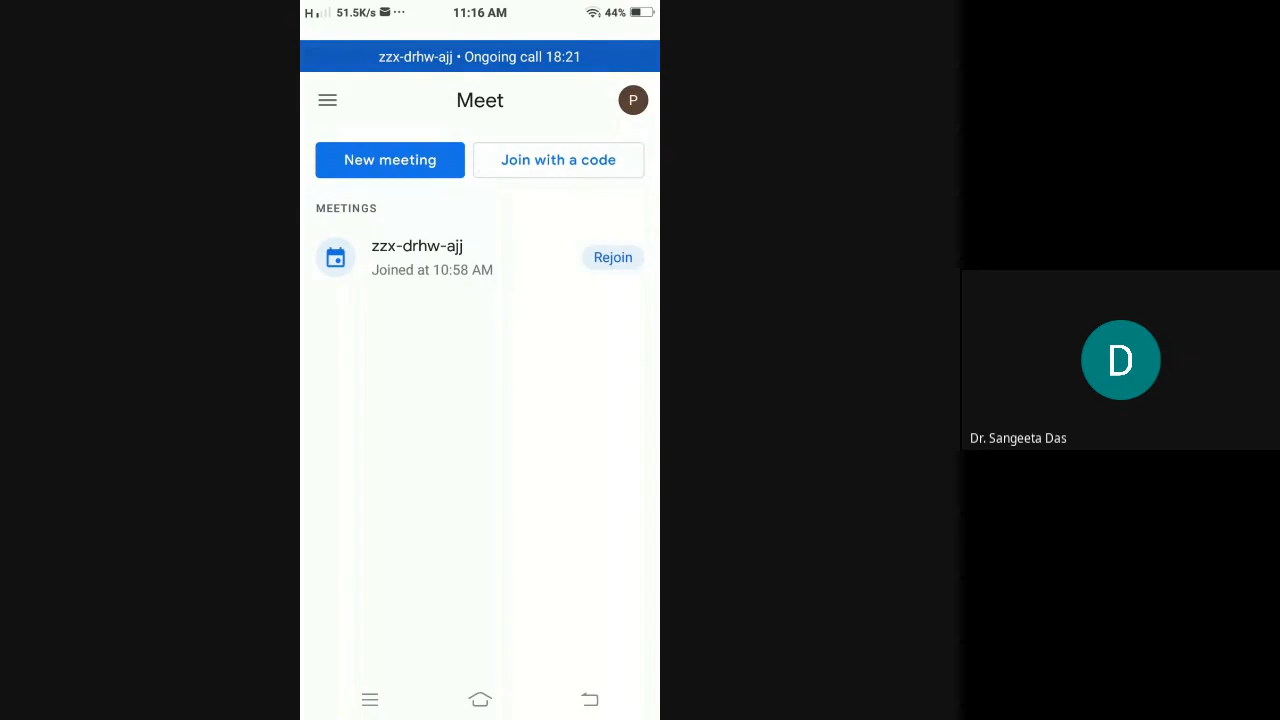 H 51.5K/s ... 11:16 AM 44%
zzx-drhw-ajj • Ongoing call 18:21
Meet P
New meeting Join with a code
MEETINGS
zzx-drhw-ajj
Joined at 10:58 AM
Rejoin
D
Dr. Sangeeta Das